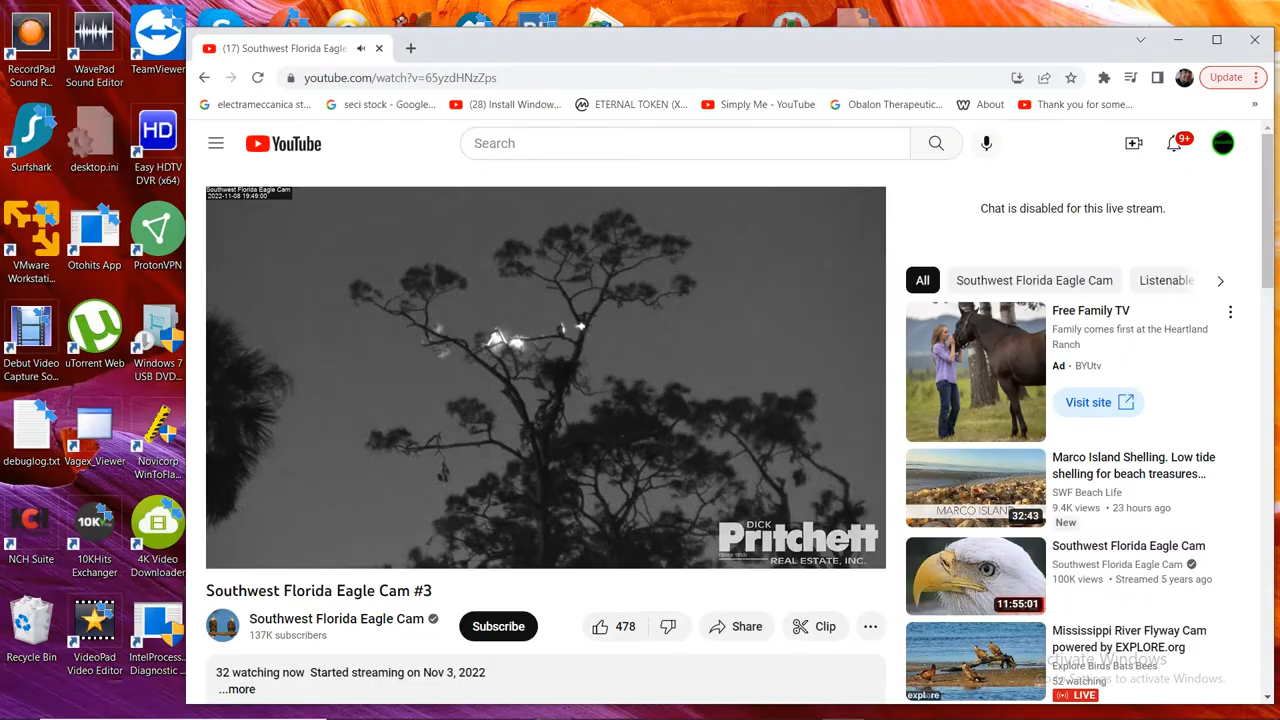 RecordPad
Sound R...
WavePad
Sound Editor
TeamViewer
Surfshark
desktop.ini
HD
Easy HDTV
DVR (x64)
VMware
Workstati...
Otohits App
ProtonVPN
Debut Video
Capture So...
uTorrent Web
Windows 7
USB DVD...
debuglog.txt
Vagex_Viewer
Novicorp
WinToFla...
NCH Suite
10K+
10KHits
Exchanger
4K Video
Downloader
Recycle Bin
VideoPad
Video Editor
IntelProcess...
Diagnostic ...
(17) Southwest Florida Eagle
youtube.com/watch?v=65yzdHNzZps
Update
electrameccanica st...
seci stock - Google...
(28) Install Window...
ETERNAL TOKEN (X...
Simply Me - YouTube
Obalon Therapeutic...
About
Thank you for some...
»
YouTube
Search
9+
Southwest Florida Eagle Cam
2022-11-08 19:49:00
DICK
Pritchett
REAL ESTATE, INC.
Chat is disabled for this live stream.
All
Southwest Florida Eagle Cam
Listenable
Free Family TV
Family comes first at the Heartland
Ranch
Ad • BYUtv
Visit site
MARCO ISLAN
32:43
Marco Island Shelling. Low tide
shelling for beach treasures...
SWF Beach Life
9.4K views • 23 hours ago
New
11:55:01
Southwest Florida Eagle Cam
Southwest Florida Eagle Cam
100K views • Streamed 5 years ago
explore
Mississippi River Flyway Cam
powered by EXPLORE.org
Explore Birds Bats Bees
52 watching
LIVE
Activate Windows
Go to Settings to activate Windows.
Southwest Florida Eagle Cam #3
Southwest Florida Eagle Cam
137K subscribers
Subscribe
478
Share
Clip
32 watching now Started streaming on Nov 3, 2022
...more